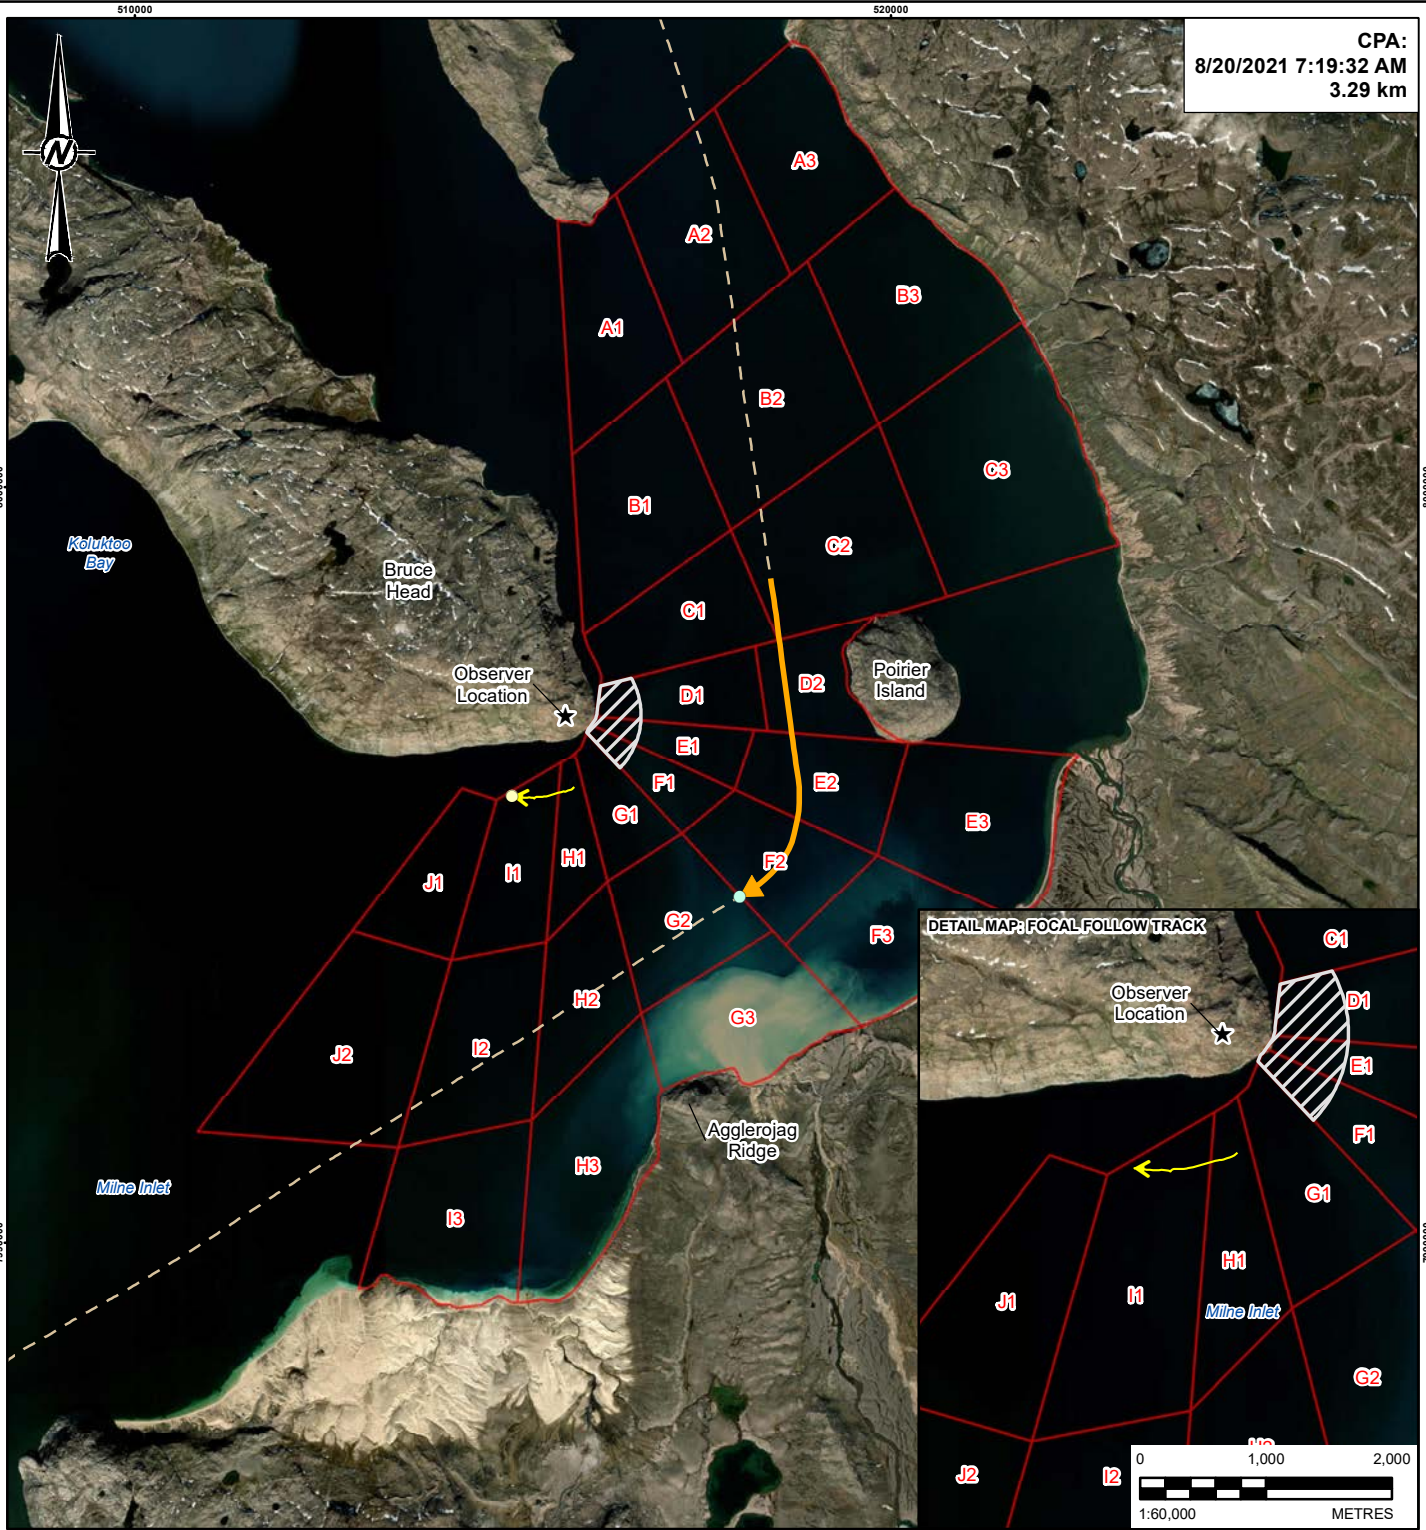 510000
520000
CPA:
8/20/2021 7:19:32 AM
3.29 km
N
A3
A2
B3
A1
B2
C3
B1
C2
Koluktoo
Bay
Bruce
Head
C1
Observer
Location
D1
D2
Poirier
Island
E1
F1
E2
G1
E3
H1
F2
I1
J1
G2
F3
DETAIL MAP: FOCAL FOLLOW TRACK
H2
G3
I2
J2
Agglerojag
Ridge
H3
Milne Inlet
I3
C1
Observer
Location
D1
E1
F1
G1
H1
J1
I1
Milne Inlet
G2
H2
J2
I2
0 1,000 2,000
1:60,000 METRES